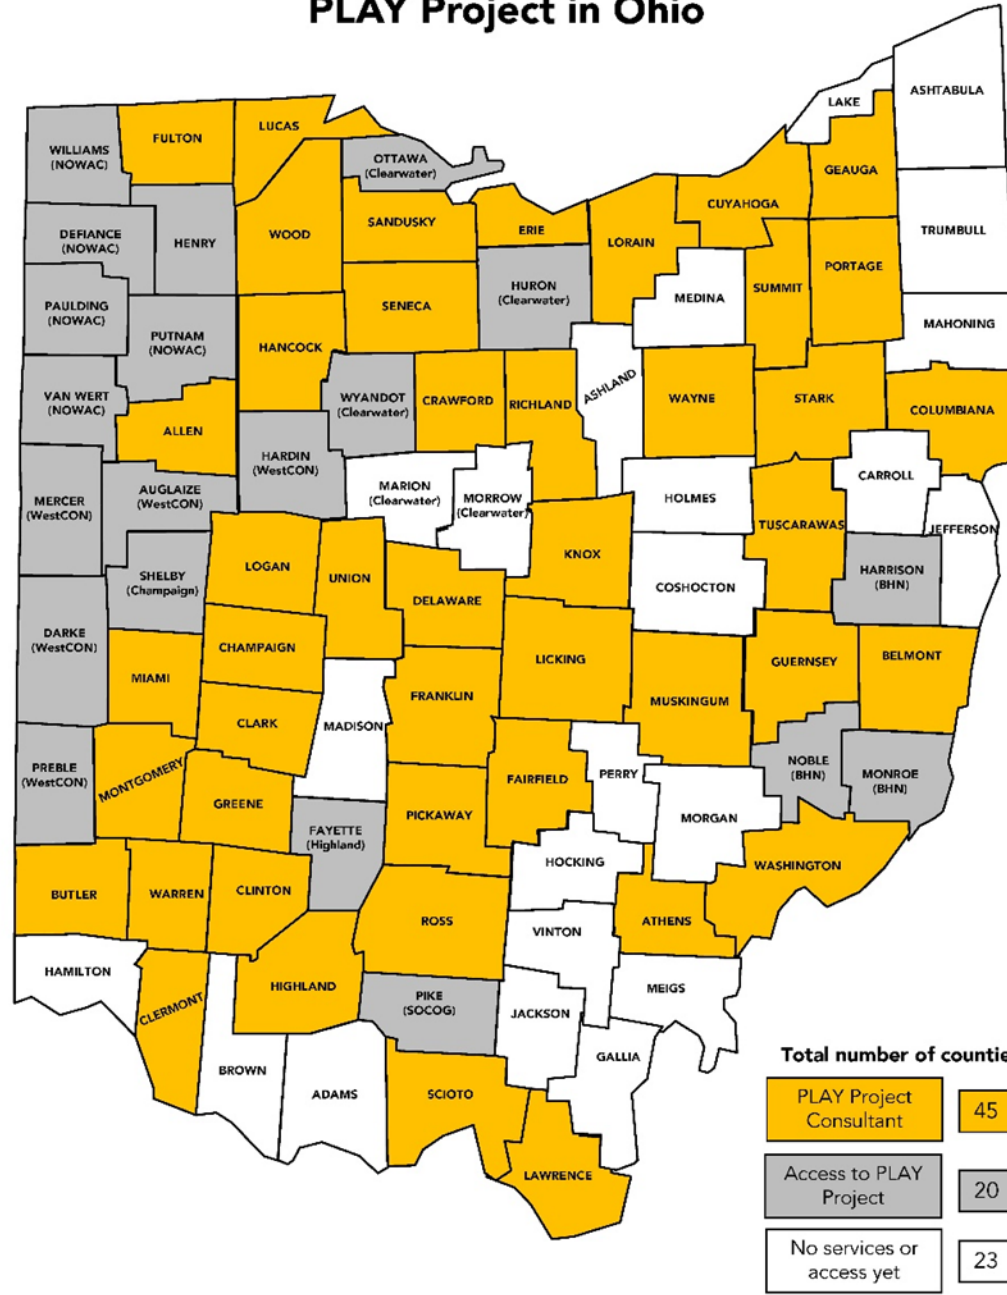 PLAY Project in Ohio
ASHTABULA
LAKE
WILLIAMS
(NOWAC)
FULTON
LUCAS
OTTAWA
(Clearwater)
GEAUGA
CUYAHOGA
DEFIANCE
(NOWAC)
HENRY
WOOD
SANDUSKY
ERIE
LORAIN
TRUMBULL
PAULDING
(NOWAC)
PUTNAM
(NOWAC)
HANCOCK
SENECA
HURON
(Clearwater)
MEDINA
SUMMIT
PORTAGE
MAHONING
VAN WERT
(NOWAC)
ALLEN
WYANDOT
(Clearwater)
CRAWFORD
RICHLAND
ASHLAND
WAYNE
STARK
COLUMBIANA
MERCER
(WestCON)
AUGLAIZE
(WestCON)
HARDIN
(WestCON)
MARION
(Clearwater)
MORROW
(Clearwater)
HOLMES
CARROLL
JEFFERSON
TUSCARAWAS
SHELBY
(Champaign)
LOGAN
UNION
DELAWARE
KNOX
COSHOCTON
HARRISON
(BHN)
DARKE
(WestCON)
MIAMI
CHAMPAIGN
LICKING
GUERNSEY
BELMONT
CLARK
MADISON
FRANKLIN
MUSKINGUM
PREBLE
(WestCON)
MONTGOMERY
GREENE
FAYETTE
(Highland)
PICKAWAY
FAIRFIELD
PERRY
MORGAN
NOBLE
(BHN)
MONROE
(BHN)
BUTLER
WARREN
CLINTON
ROSS
HOCKING
ATHENS
WASHINGTON
HAMILTON
CLERMONT
HIGHLAND
PIKE
(SOCOG)
VINTON
JACKSON
MEIGS
BROWN
ADAMS
SCIOTO
GALLIA
LAWRENCE
Total number of countie
PLAY Project
Consultant
45
Access to PLAY
Project
20
No services or
access yet
23